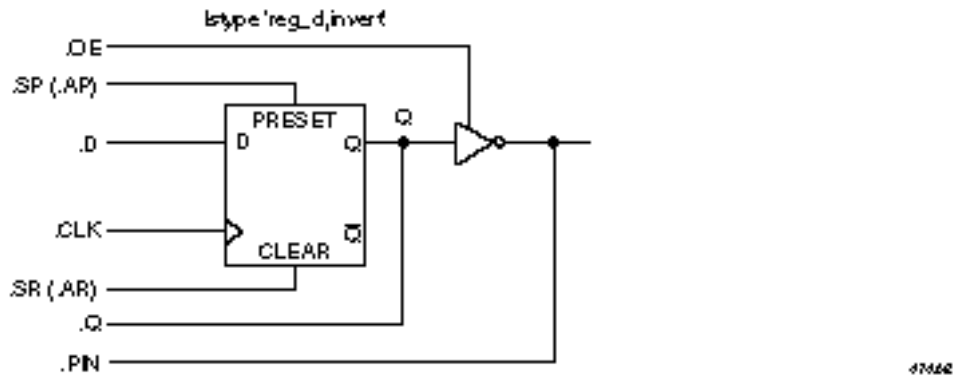 Istype 'reg_d,invert'
.OE
.SP (.AP)
PRESET
Q
.D
D
Q
.CLK
Q̅
CLEAR
.SR (.AR)
.Q
.PIN